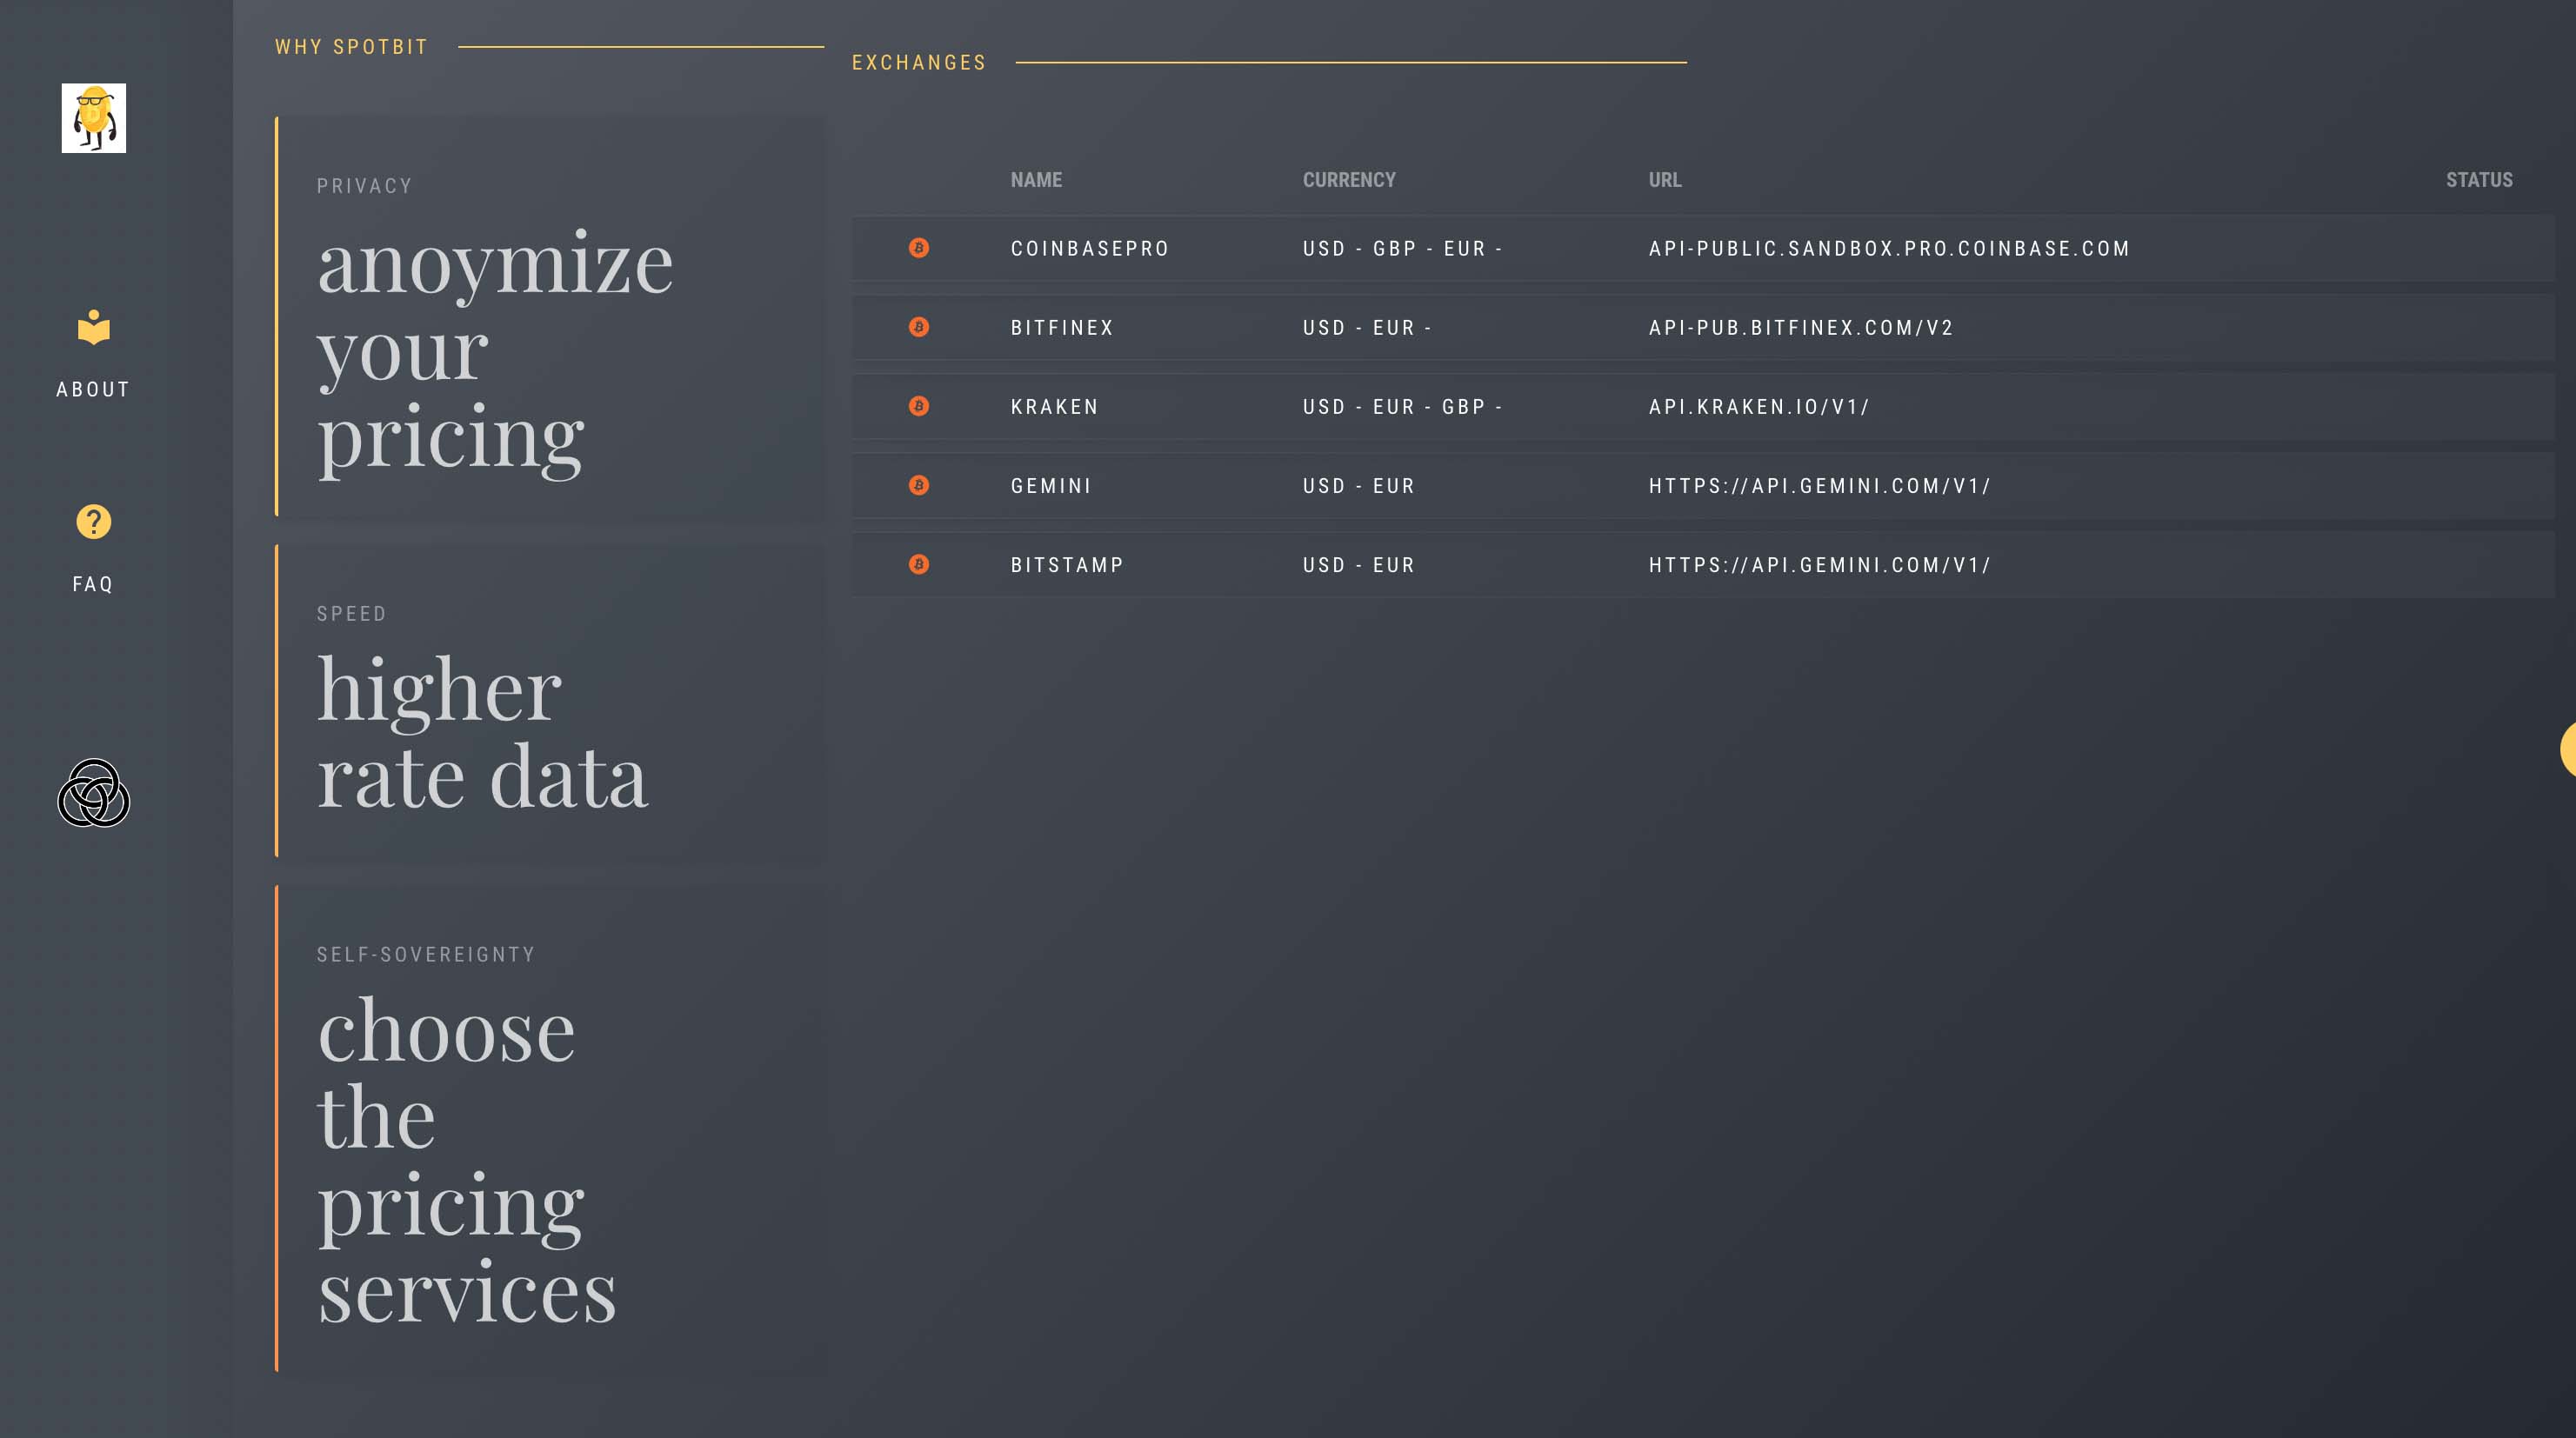 WHY SPOTBIT
PRIVACY
anoymize
your
pricing
SPEED
higher
rate data
SELF-SOVEREIGNTY
choose
the
pricing
services
ABOUT
FAQ
EXCHANGES
NAME CURRENCY URL STATUS
COINBASEPRO USD - GBP - EUR - API-PUBLIC.SANDBOX.PRO.COINBASE.COM
BITFINEX USD - EUR - API-PUB.BITFINEX.COM/V2
KRAKEN USD - EUR - GBP - API.KRAKEN.IO/V1/
GEMINI USD - EUR HTTPS://API.GEMINI.COM/V1/
BITSTAMP USD - EUR HTTPS://API.GEMINI.COM/V1/